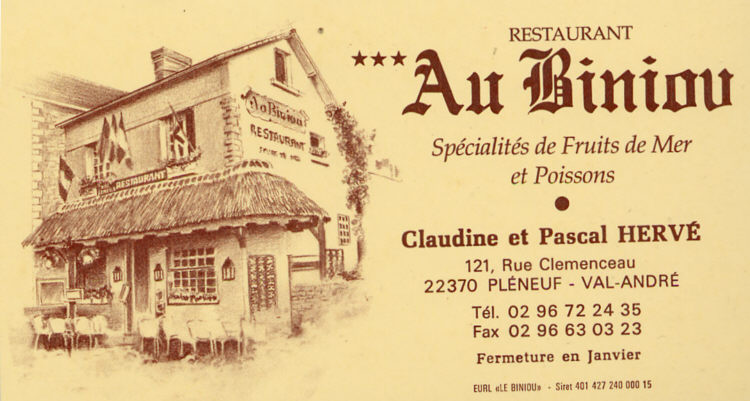 RESTAURANT
***Au Biniou
Spécialités de Fruits de Mer
et Poissons
Claudine et Pascal HERVÉ
121, Rue Clemenceau
22370 PLÉNEUF - VAL-ANDRÉ
Tél. 02 96 72 24 35
Fax 02 96 63 03 23
Fermeture en Janvier
EURL «LE BINIOU» - Siret 401 427 240 000 15
Au Biniou
RESTAURANT
RESTAURANT